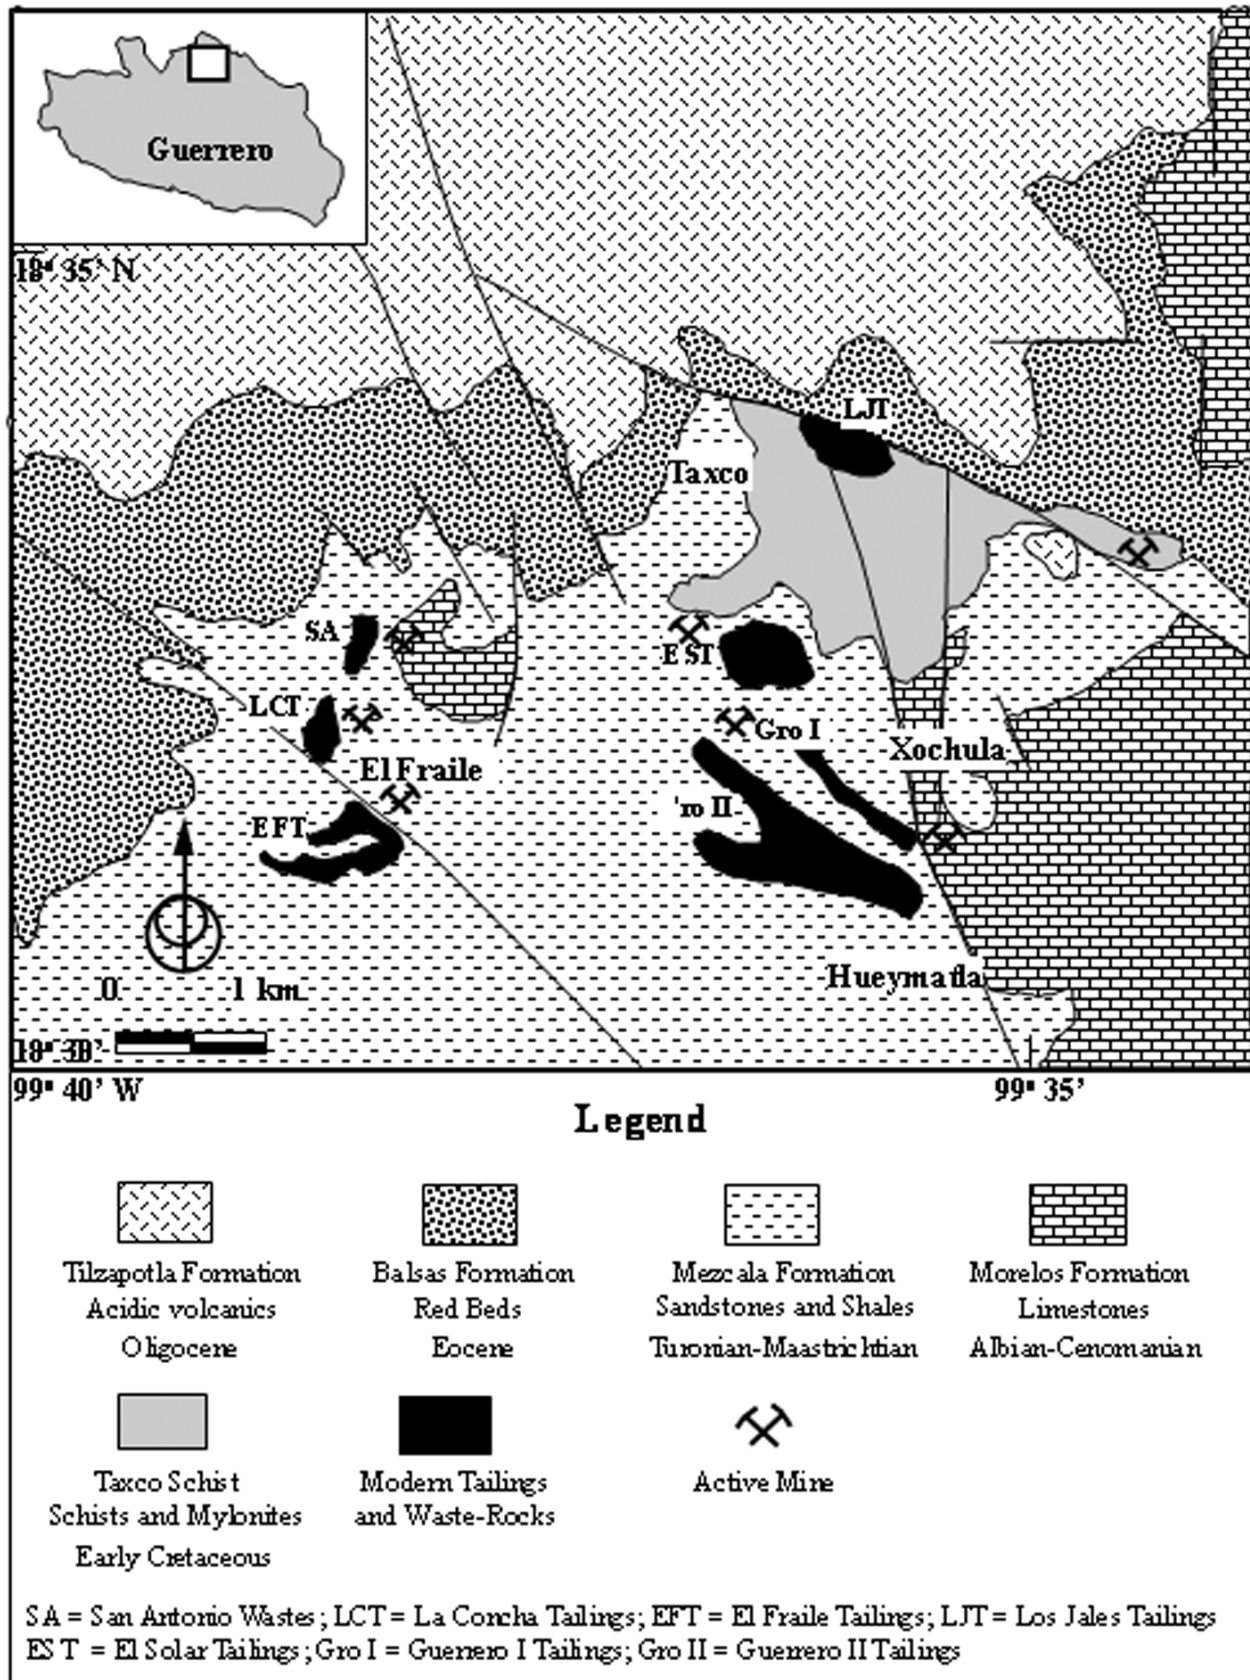 Guerrero
18° 35' N
LJT
Taxco
SA
EST
LCT
Gro I
Xochula
El Fraile
'ro II
EFT
Hueymatla
0 1 km
18° 30'
99° 40' W 99° 35'
Legend
Tilzapotla Formation Balsas Formation Mezcala Formation Morelos Formation
Acidic volcanics Red Beds Sandstones and Shales Limestones
Oligocene Eocene Turonian-Maastrichtian Albian-Cenomanian
Taxco Schist Modern Tailings Active Mine
Schists and Mylonites and Waste-Rocks
Early Cretaceous
SA = San Antonio Wastes; LCT = La Concha Tailings; EFT = El Fraile Tailings; LJT = Los Jales Tailings
EST = El Solar Tailings; Gro I = Guerrero I Tailings; Gro II = Guerrero II Tailings